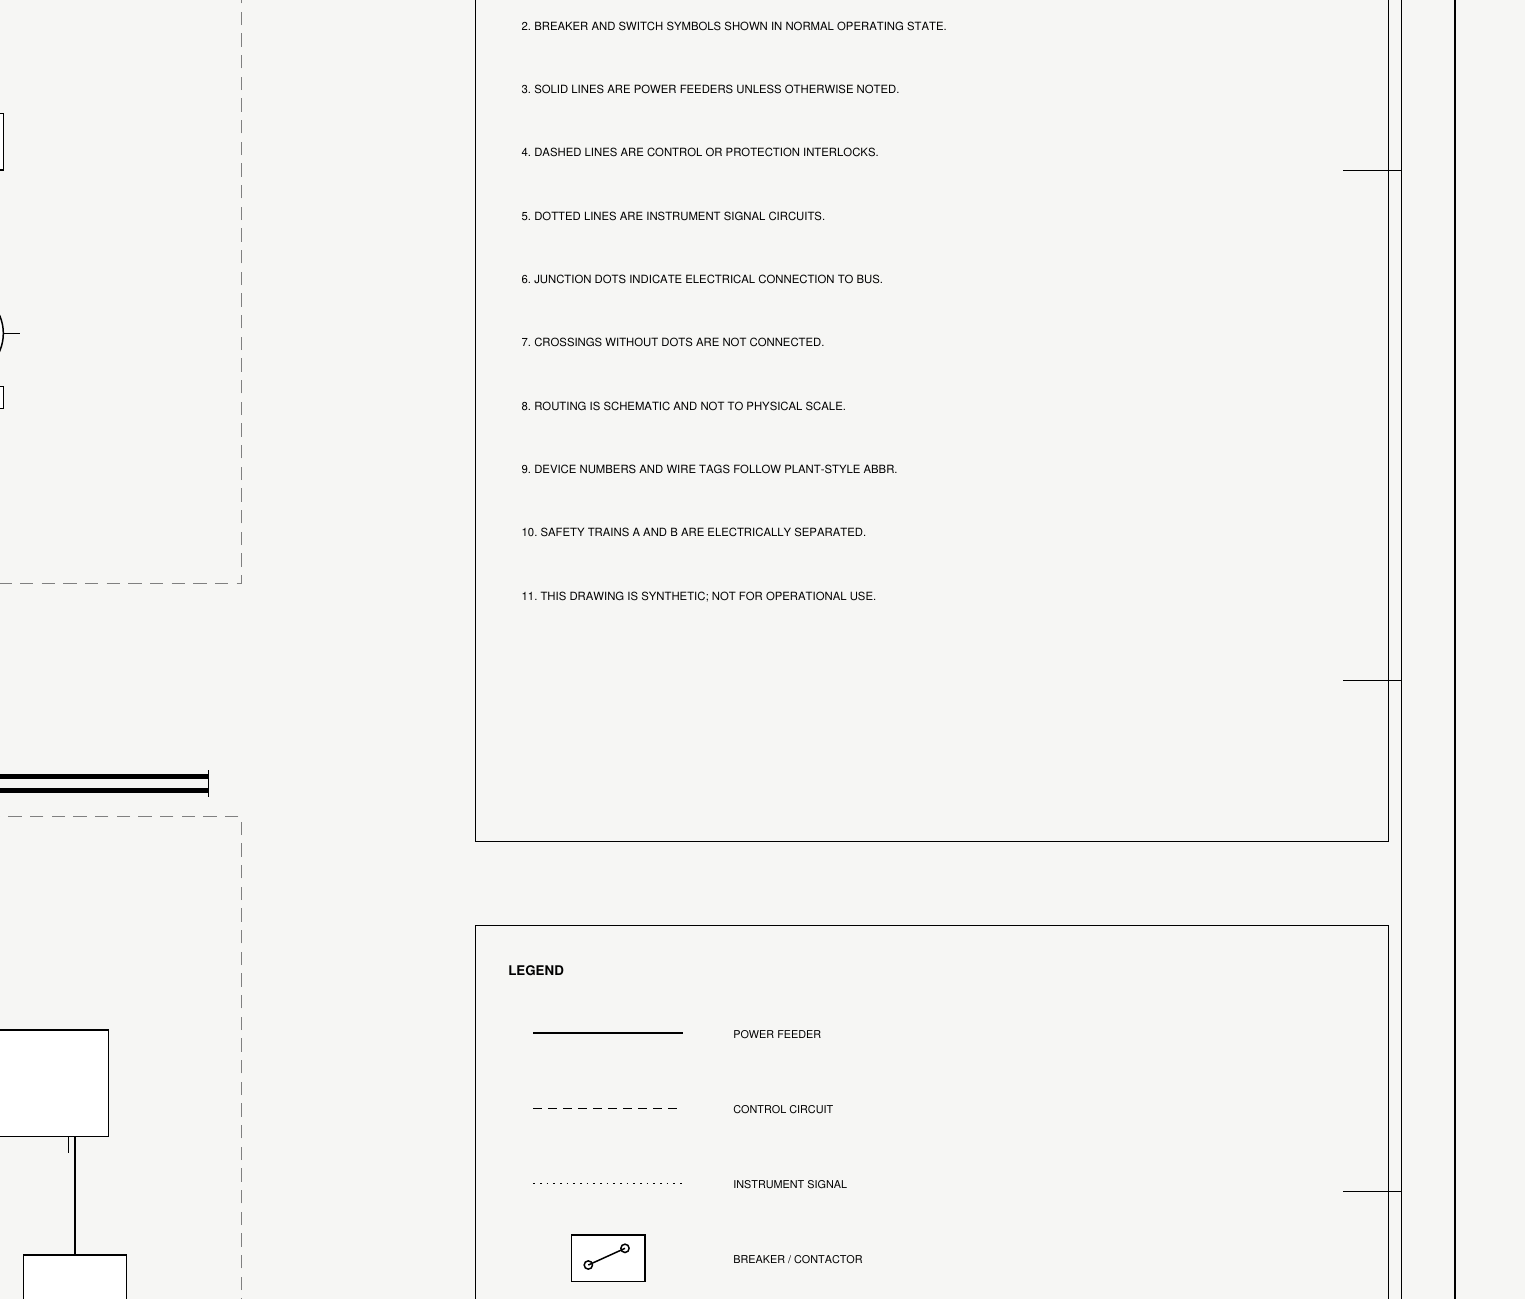 2. BREAKER AND SWITCH SYMBOLS SHOWN IN NORMAL OPERATING STATE.
3. SOLID LINES ARE POWER FEEDERS UNLESS OTHERWISE NOTED.
4. DASHED LINES ARE CONTROL OR PROTECTION INTERLOCKS.
5. DOTTED LINES ARE INSTRUMENT SIGNAL CIRCUITS.
6. JUNCTION DOTS INDICATE ELECTRICAL CONNECTION TO BUS.
7. CROSSINGS WITHOUT DOTS ARE NOT CONNECTED.
8. ROUTING IS SCHEMATIC AND NOT TO PHYSICAL SCALE.
9. DEVICE NUMBERS AND WIRE TAGS FOLLOW PLANT-STYLE ABBR.
10. SAFETY TRAINS A AND B ARE ELECTRICALLY SEPARATED.
11. THIS DRAWING IS SYNTHETIC; NOT FOR OPERATIONAL USE.
LEGEND
POWER FEEDER
CONTROL CIRCUIT
INSTRUMENT SIGNAL
BREAKER / CONTACTOR